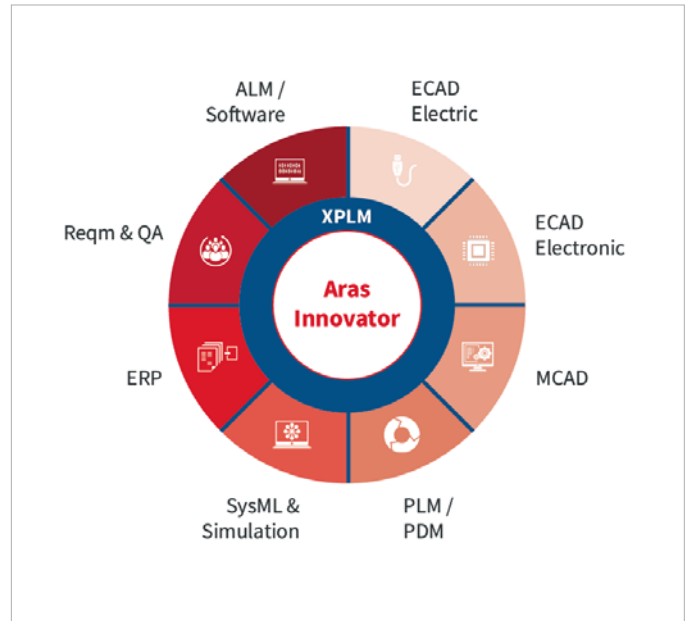 ALM /
Software
ECAD
Electric
Reqm & QA
XPLM
ECAD
Electronic
Aras
Innovator
ERP
MCAD
SysML &
Simulation
PLM /
PDM